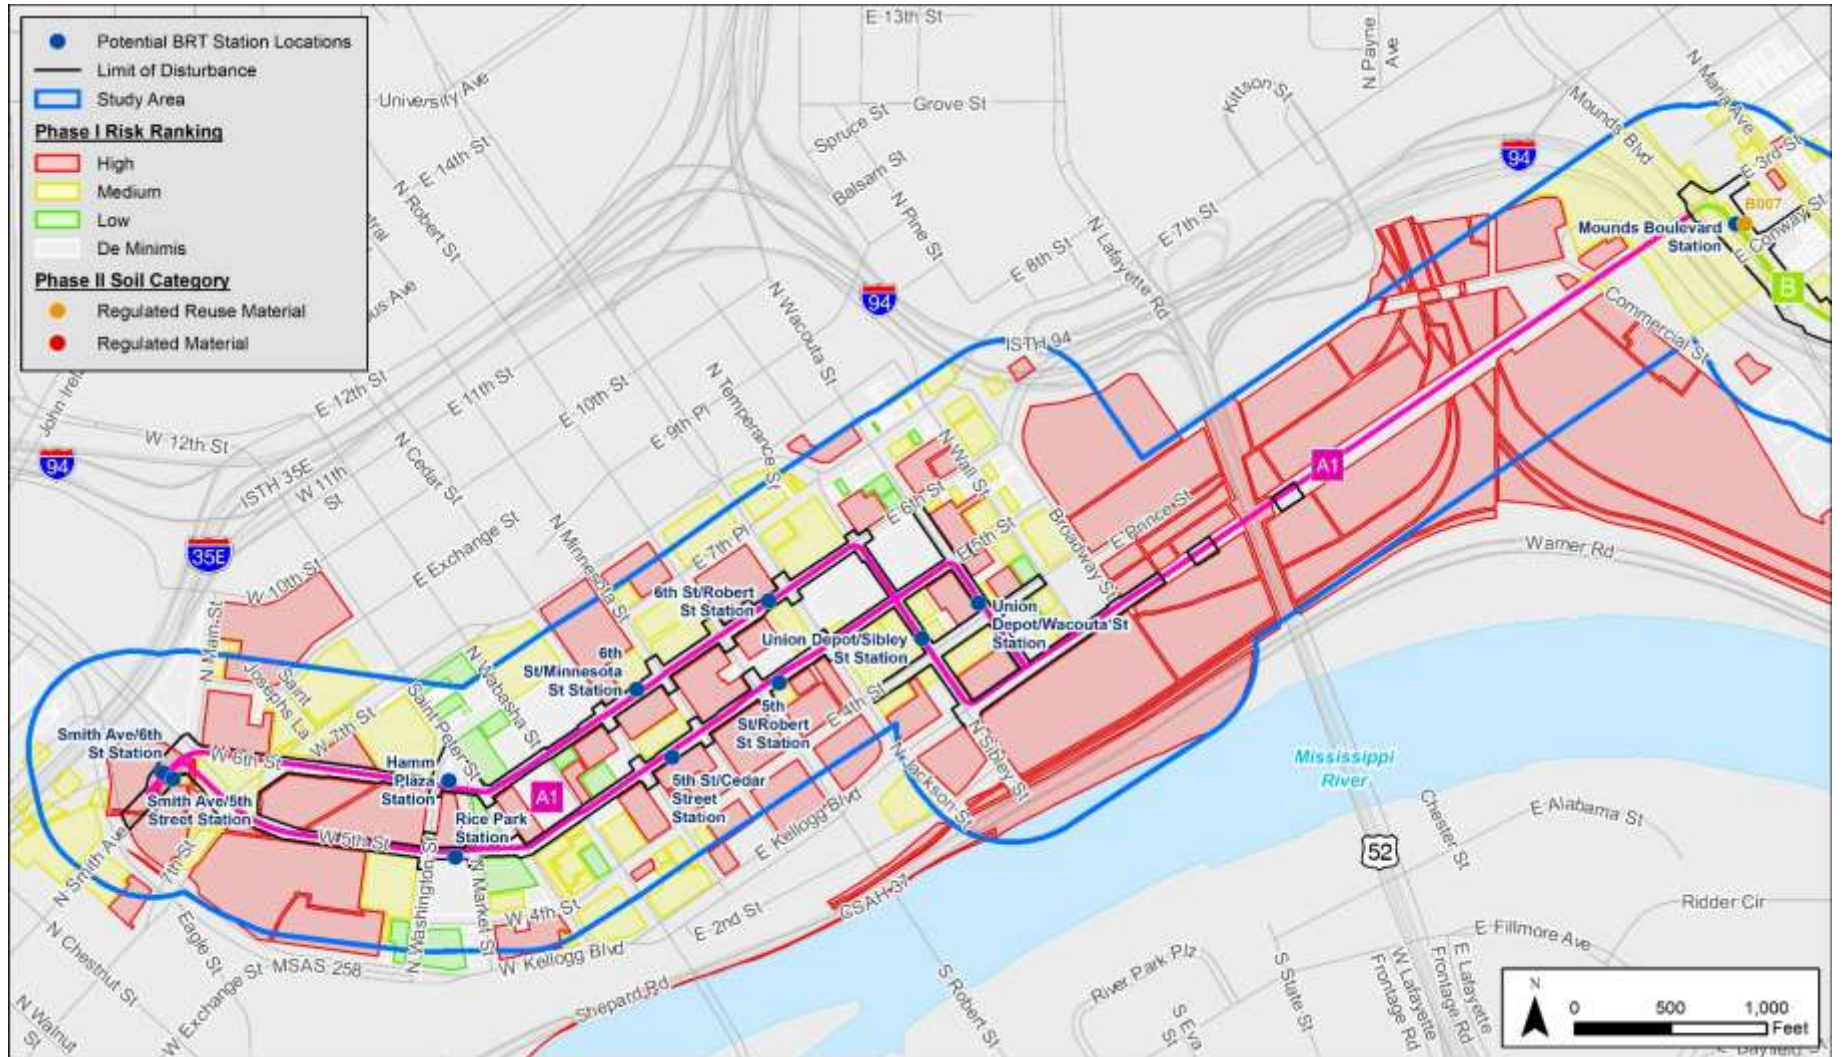 Potential BRT Station Locations
Limit of Disturbance
Study Area
Phase I Risk Ranking
High
Medium
Low
De Minimis
Phase II Soil Category
Regulated Reuse Material
Regulated Material
E 13th St
University Ave
Grove St
Spruce St
Balsam St
N Pine St
Kittson St
N Payne
Ave
Mounds Blvd
N Maria Ave
E 3rd St
E Conway St
B007
Mounds Boulevard
Station
B
Commercial St
94
E 14th St
N Robert St
E 12th St
E 11th St
E 10th St
E 9th Pl
N Temperance St
N Wacouta St
94
E 8th St
E 7th St
N Lafayette Rd
ISTH 94
John Irel
W 12th St
94
ISTH 35E
W 11th
St
N Cedar St
35E
E Exchange St
W 10th St
N Minnesota St
E 7th Pl
E 6th St
N Wall St
E 5th St
Broadway St
E Prince St
A1
Warner Rd
N Main St
Saint
Josephs La
W 7th St
Saint Peter St
N Wabasha St
6th St/Robert
St Station
6th
St/Minnesota
St Station
Union Depot/Sibley
St Station
Union
Depot/Wacouta St
Station
5th
St/Robert
St Station
5th St/Cedar
Street
Station
E 4th St
N Jackson St
N Sibley St
Smith Ave/6th
St Station
W 6th St
Hamm
Plaza
Station
Smith Ave/5th
Street Station
W 5th St
Rice Park
Station
A1
E Kellogg Blvd
N Smith Ave
7th St
N Washington St
N Market St
W 4th St
W Kellogg Blvd
E 2nd St
CSAH 37
Shepard Rd
Eagle St
N Chestnut St
W Exchange St
MSAS 258
N Walnut
St
Mississippi
River
52
Chester St
E Alabama St
Ridder Cir
E Fillmore Ave
River Park Plz
S Robert St
S Eva
St
S State St
W Lafayette
Frontage Rd
E Lafayette
Frontage Rd
N
0 500 1,000
Feet